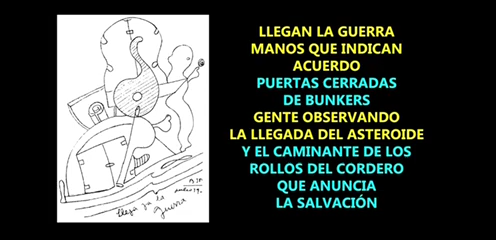 LLEGAN LA GUERRA
MANOS QUE INDICAN
ACUERDO
PUERTAS CERRADAS
DE BUNKERS
GENTE OBSERVANDO
LA LLEGADA DEL ASTEROIDE
Y EL CAMINANTE DE LOS
ROLLOS DEL CORDERO
QUE ANUNCIA
LA SALVACIÓN
llega ya la
guerra